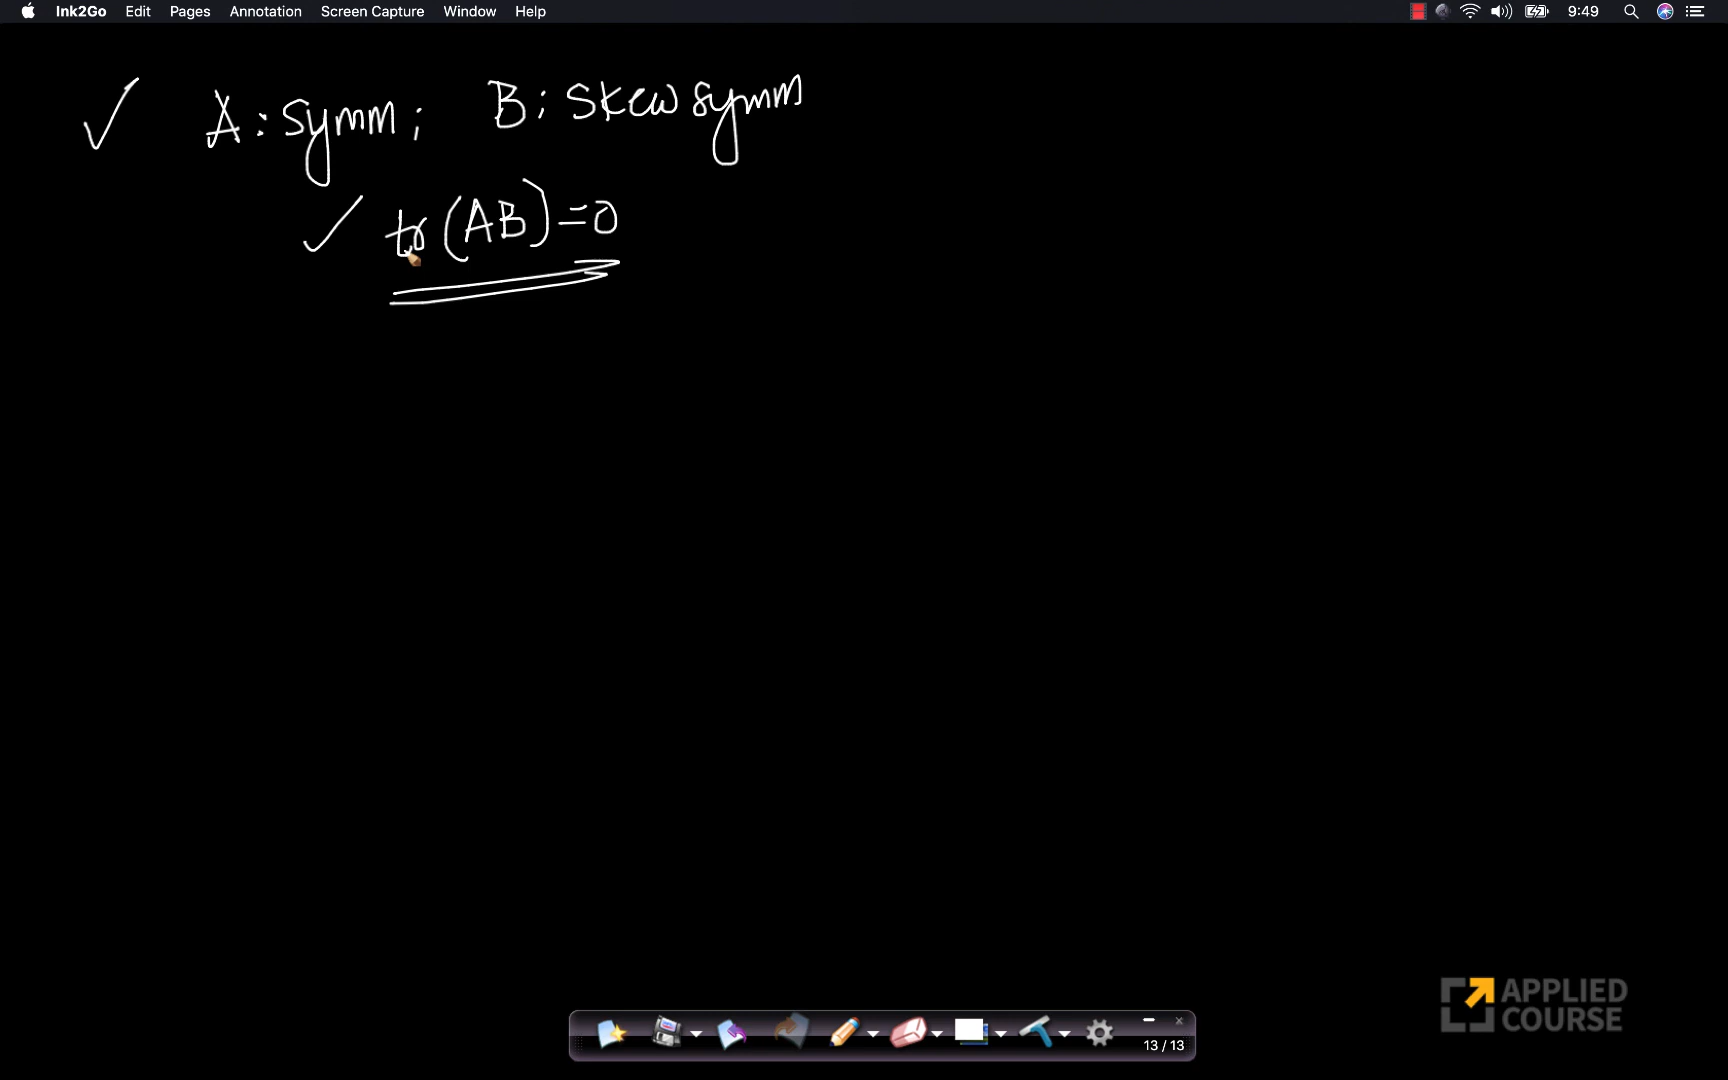 Ink2Go Edit Pages Annotation Screen Capture Window Help 9:49
A: symm; B: skew symm
tr(AB)=0
13/13
APPLIED
COURSE